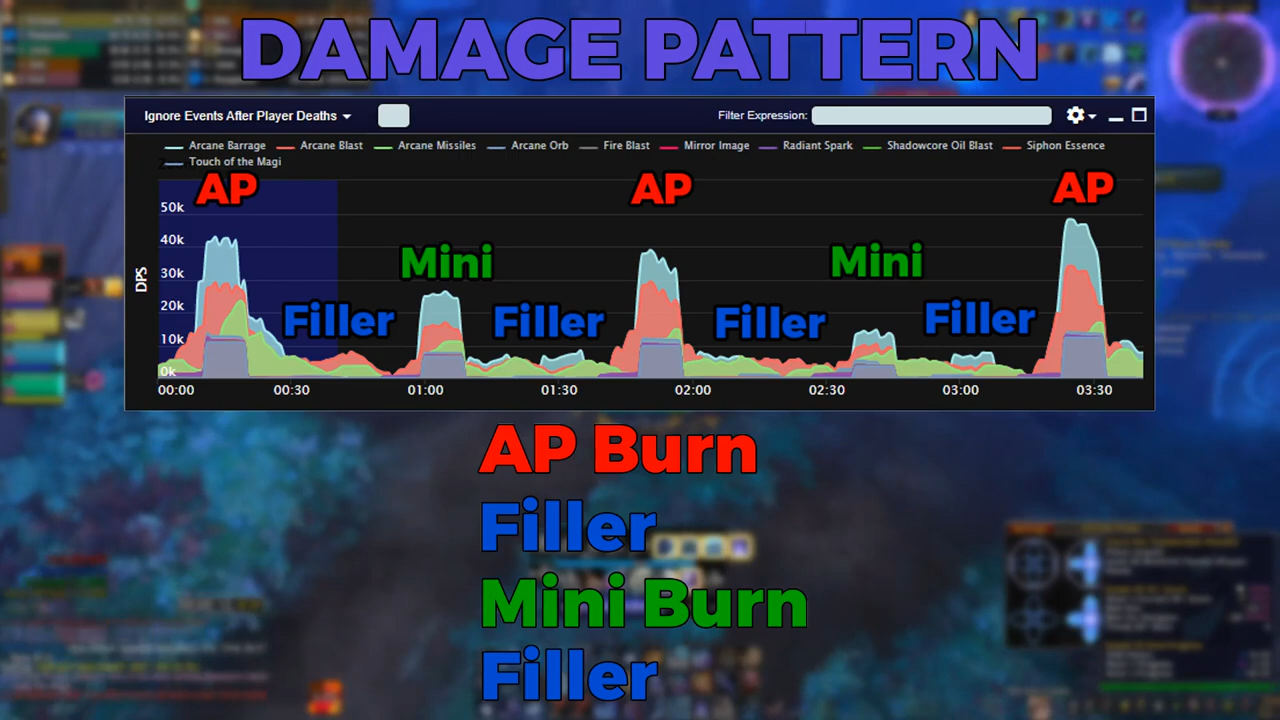 DAMAGE PATTERN
Ignore Events After Player Deaths
Filter Expression:
Arcane Barrage Arcane Blast Arcane Missiles Arcane Orb Fire Blast Mirror Image Radiant Spark Shadowcore Oil Blast Siphon Essence
Touch of the Magi
AP AP AP
50k
40k
Mini Mini
30k
DPS
20k
Filler Filler Filler Filler
10k
0k
00:00 00:30 01:00 01:30 02:00 02:30 03:00 03:30
AP Burn
Filler
Mini Burn
Filler